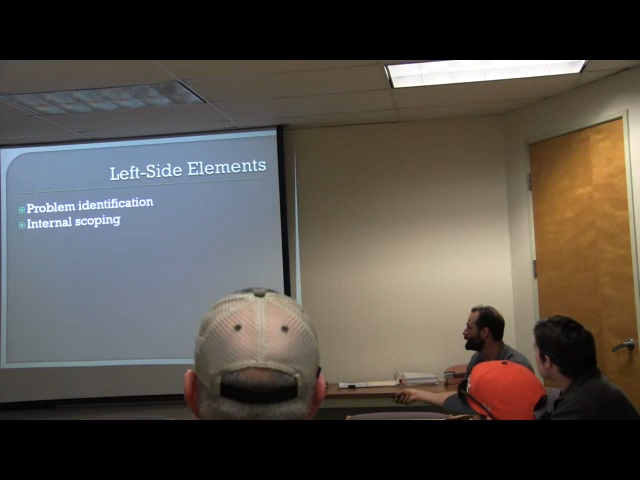 Left-Side Elements
Problem identification
Internal scoping